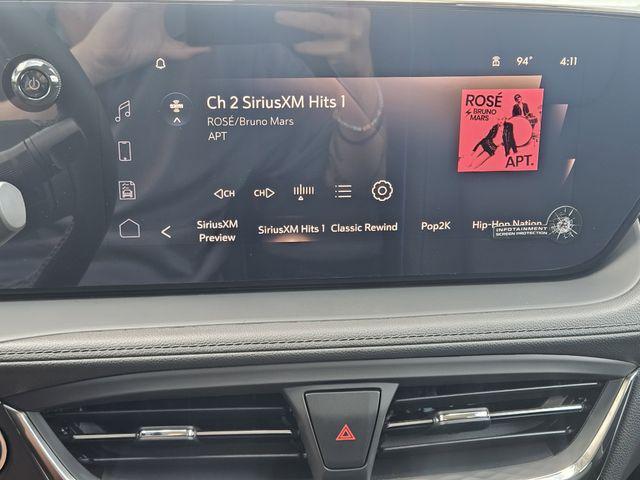 94° 4:11
Ch 2 SiriusXM Hits 1
ROSÉ/Bruno Mars
APT
ROSÉ
BRUNO
MARS
APT.
CH CH
SiriusXM
Preview
SiriusXM Hits 1
Classic Rewind
Pop2K
Hip-Hop Nation
INFOTAINMENT
SCREEN PROTECTION